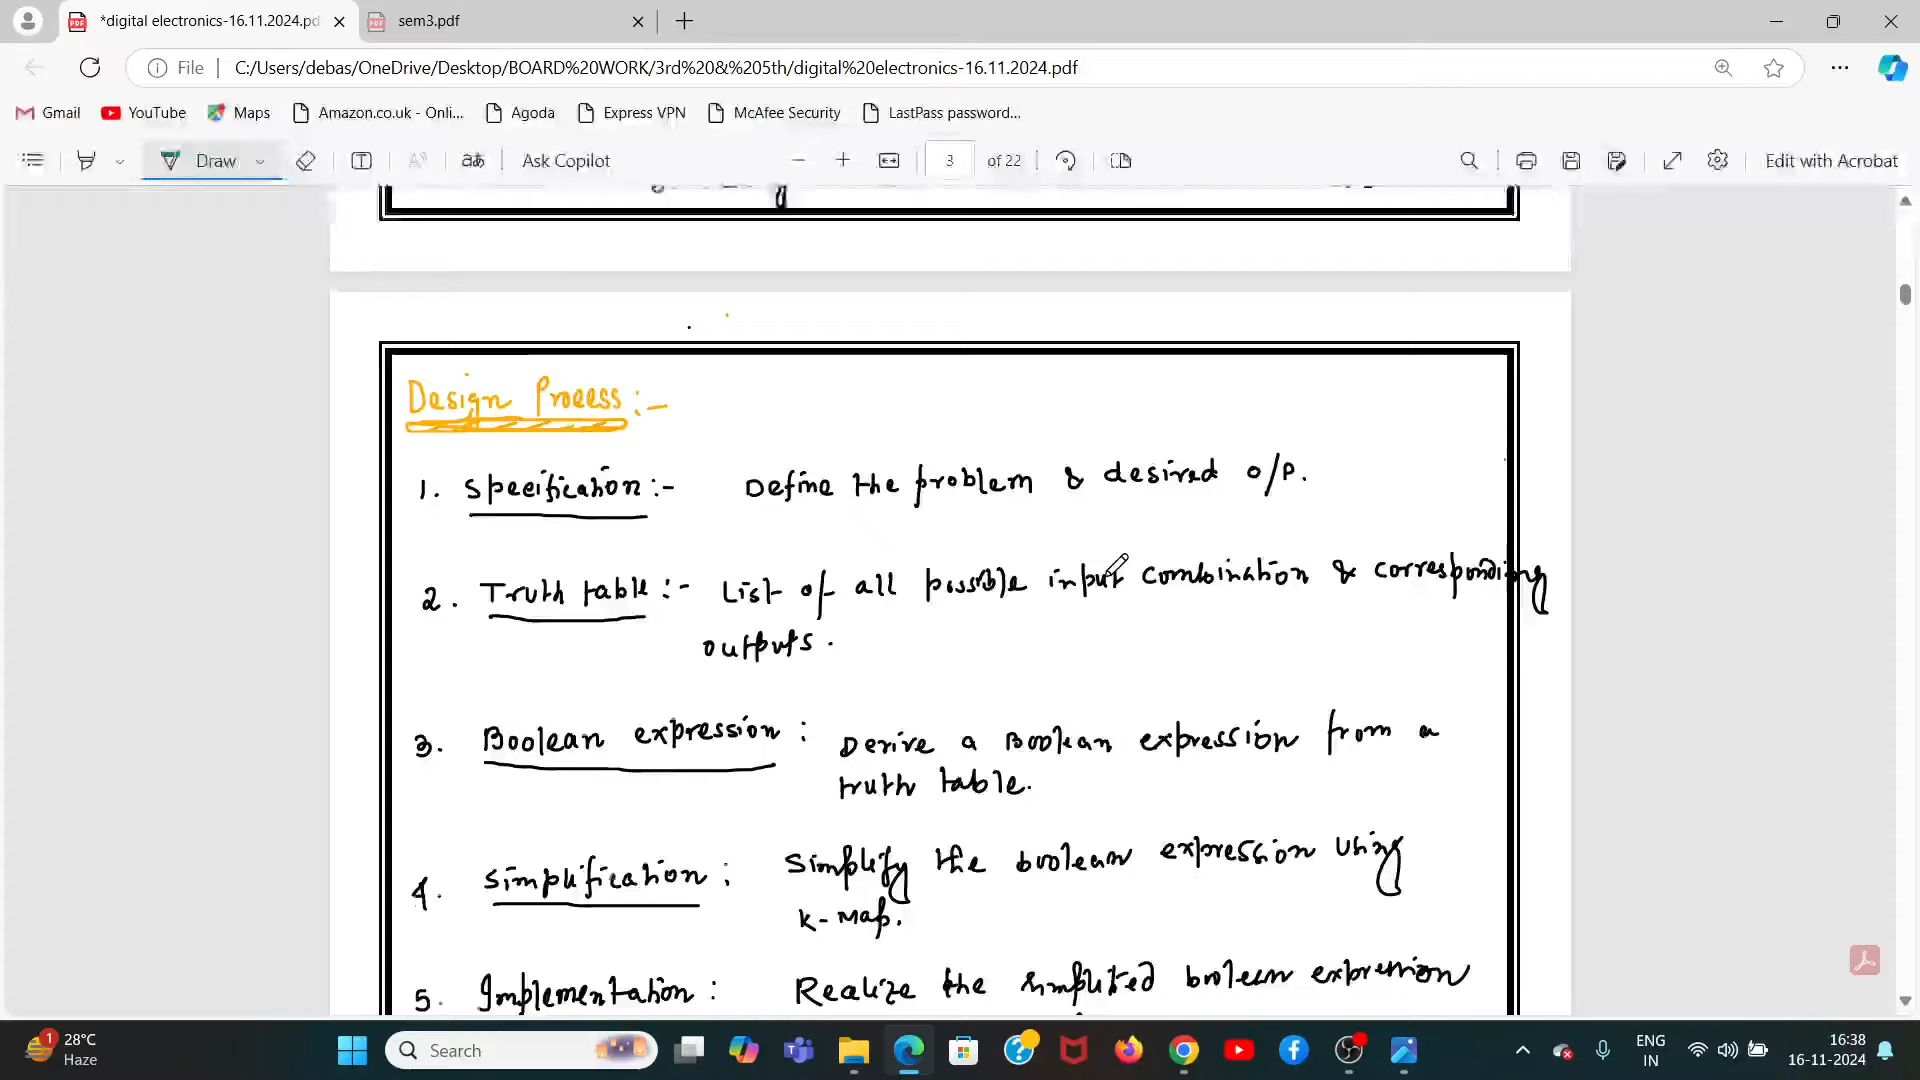 *digital electronics-16.11.2024.pd
sem3.pdf
File
C:/Users/debas/OneDrive/Desktop/BOARD%20WORK/3rd%20&%205th/digital%20electronics-16.11.2024.pdf
Gmail
YouTube
Maps
Amazon.co.uk - Onli...
Agoda
Express VPN
McAfee Security
LastPass password...
Draw
Ask Copilot
3 of 22
Edit with Acrobat
Design Process:-
1. Specification:- Define the problem & desired o/p.
2. Truth table :- List of all possible input combination & corresponding
outputs.
3. Boolean expression : Derive a Boolean expression from a
truth table.
4. Simplification : Simplify the boolean expression using
K-map.
5. Implementation : Realize the simplified boolean expression
1
28°C
Haze
Search
ENG
IN
16:38
16-11-2024